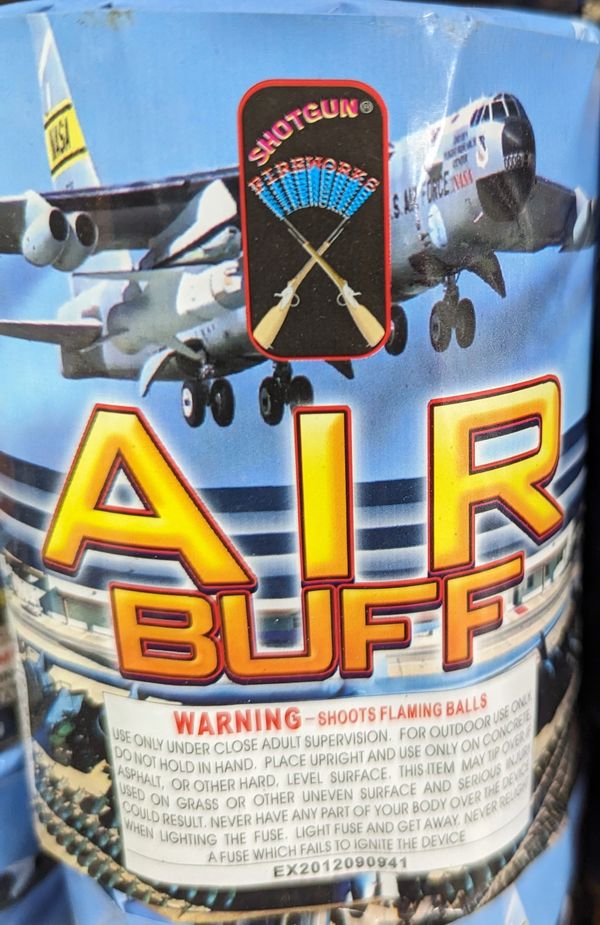 NASA
SHOTGUN®
FIREWORKS
U.S. AIR FORCE NASA
AIR
BUFF
WARNING – SHOOTS FLAMING BALLS
USE ONLY UNDER CLOSE ADULT SUPERVISION. FOR OUTDOOR USE ONLY.
DO NOT HOLD IN HAND. PLACE UPRIGHT AND USE ONLY ON CONCRETE,
ASPHALT, OR OTHER HARD, LEVEL SURFACE. THIS ITEM MAY TIP OVER IF
USED ON GRASS OR OTHER UNEVEN SURFACE AND SERIOUS INJURY
COULD RESULT. NEVER HAVE ANY PART OF YOUR BODY OVER THE DEVICE
WHEN LIGHTING THE FUSE. LIGHT FUSE AND GET AWAY. NEVER RELIGHT
A FUSE WHICH FAILS TO IGNITE THE DEVICE
EX2012090941